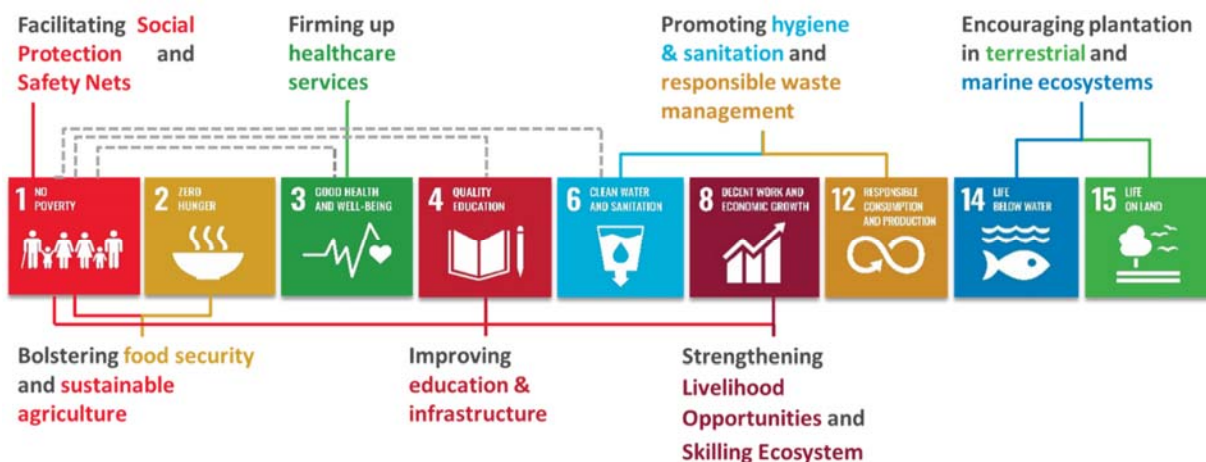 Facilitating Social
Protection and
Safety Nets
Firming up
healthcare
services
Promoting hygiene
& sanitation and
responsible waste
management
Encouraging plantation
in terrestrial and
marine ecosystems
1 NO
POVERTY
2 ZERO
HUNGER
3 GOOD HEALTH
AND WELL-BEING
4 QUALITY
EDUCATION
6 CLEAN WATER
AND SANITATION
8 DECENT WORK AND
ECONOMIC GROWTH
12 RESPONSIBLE
CONSUMPTION
AND PRODUCTION
14 LIFE
BELOW WATER
15 LIFE
ON LAND
Bolstering food security
and sustainable
agriculture
Improving
education &
infrastructure
Strengthening
Livelihood
Opportunities and
Skilling Ecosystem